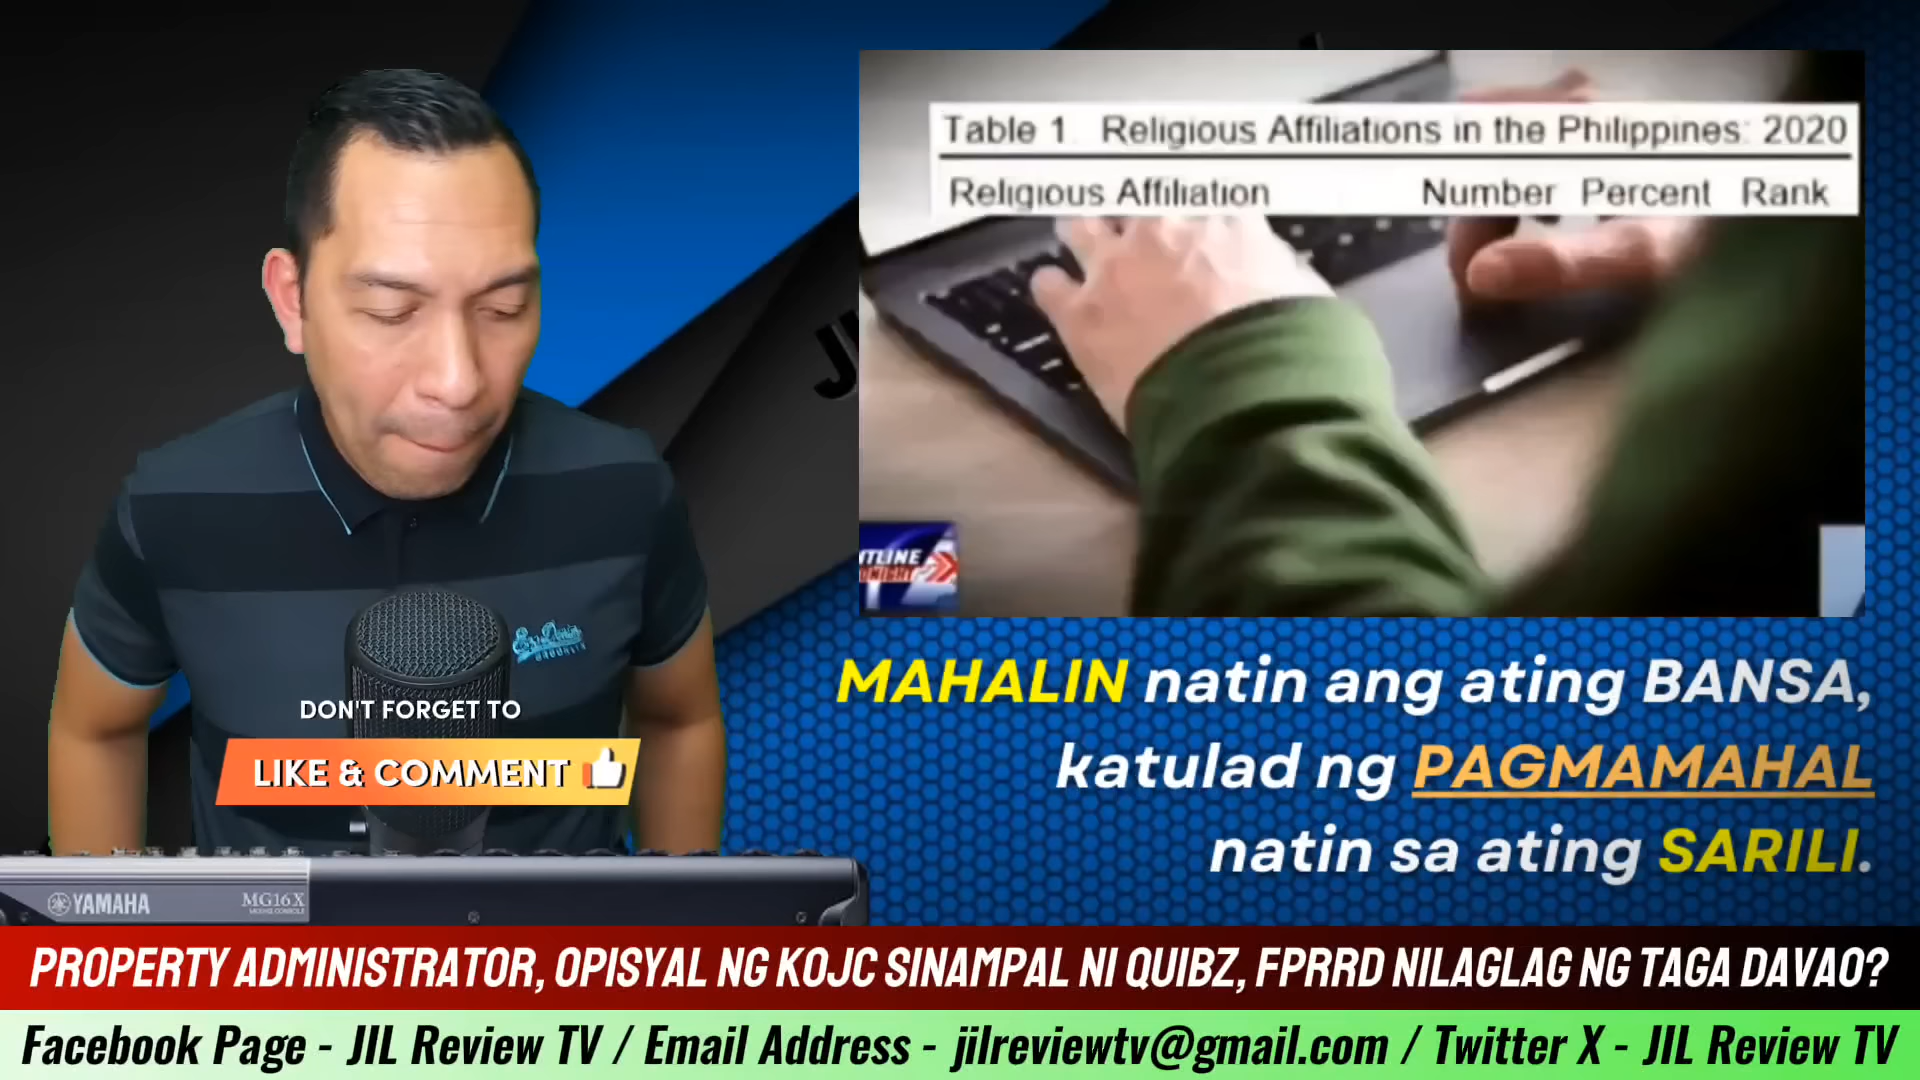 Table 1 Religious Affiliations in the Philippines: 2020
Religious Affiliation Number Percent Rank
MAHALIN natin ang ating BANSA,
katulad ng PAGMAMAHAL
natin sa ating SARILI.
DON'T FORGET TO
LIKE & COMMENT
YAMAHA MG16X
MIXING CONSOLE
PROPERTY ADMINISTRATOR, OPISYAL NG KOJC SINAMPAL NI QUIBZ, FPRRD NILAGLAG NG TAGA DAVAO?
Facebook Page - JIL Review TV / Email Address - jilreviewtv@gmail.com / Twitter X - JIL Review TV